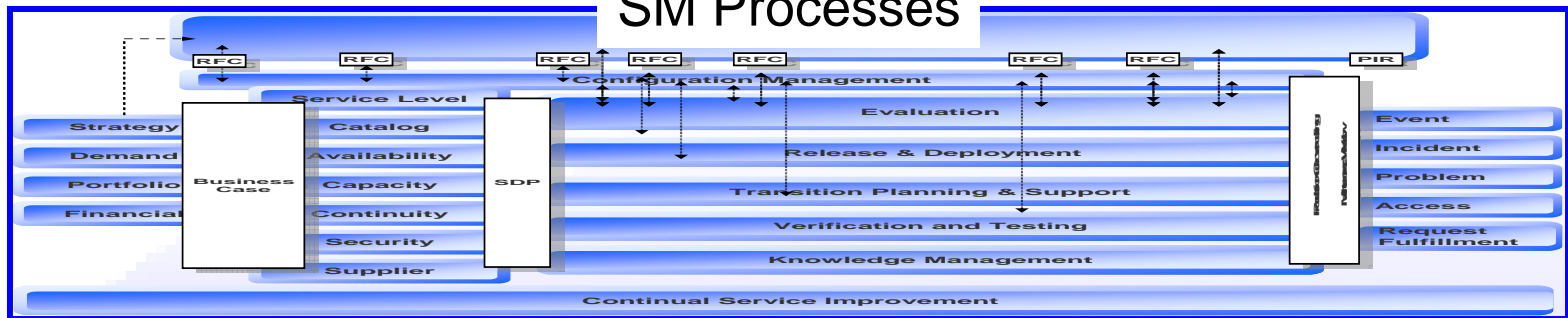 SM Processes
RFC
RFC
RFC
RFC
RFC
RFC
RFC
PIR
Configuration Management
Service Level
Evaluation
Strategy
Catalog
Event
Demand
Availability
Release & Deployment
Incident
Portfolio
Business
Case
Capacity
SDP
Transition Planning & Support
Problem
Financial
Continuity
Verification and Testing
Access
Security
Request
Fulfillment
Supplier
Knowledge Management
Continual Service Improvement